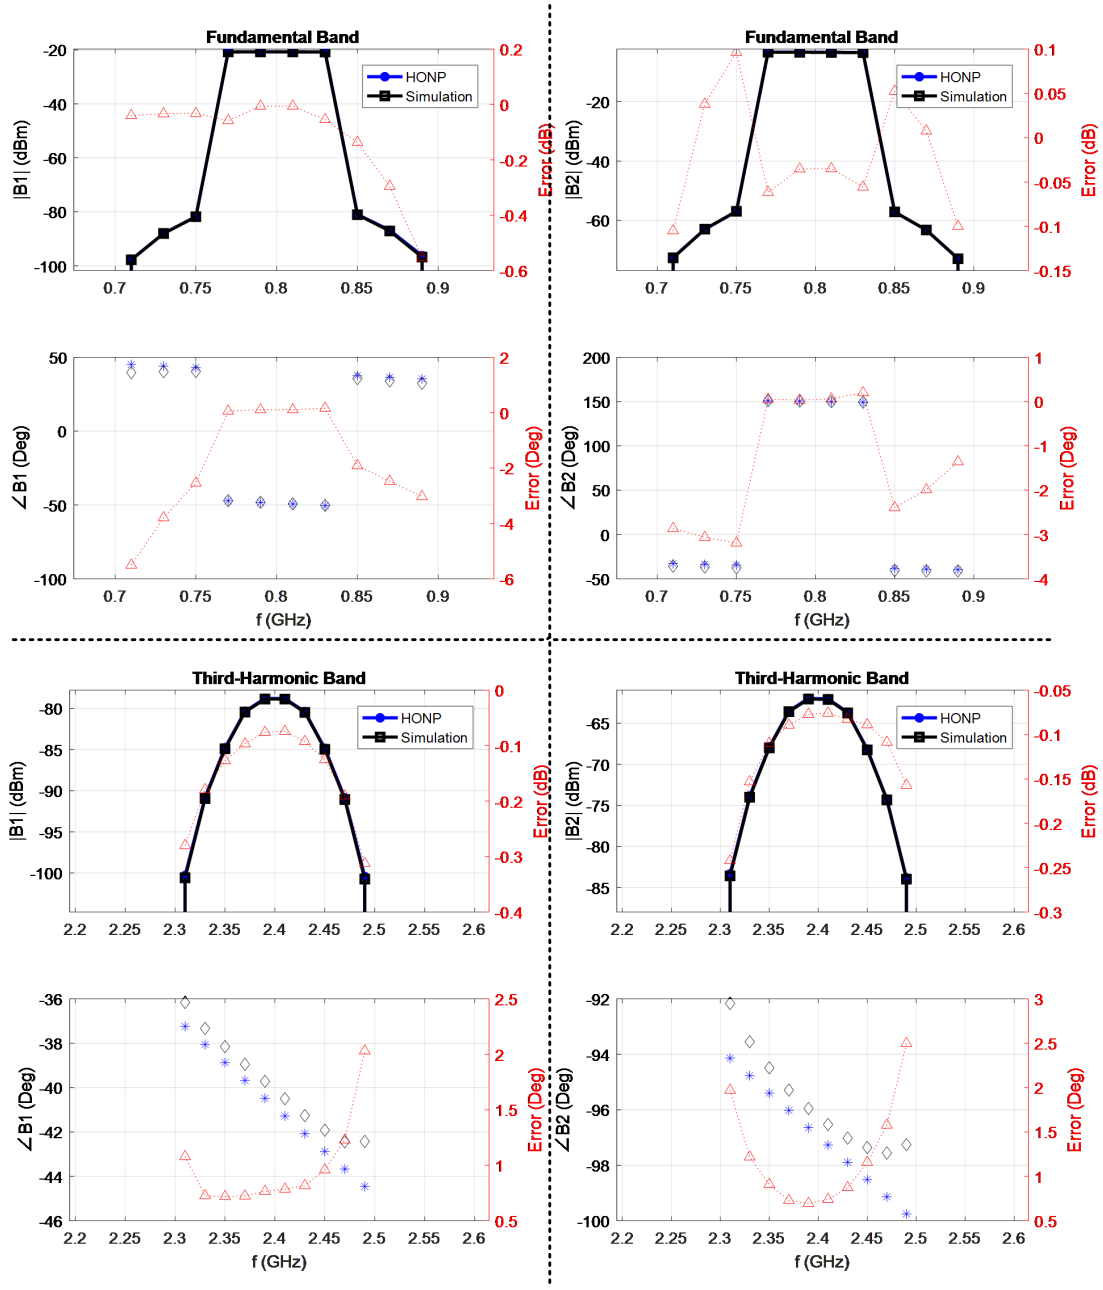 Fundamental Band
-20
-40
-60
-80
-100
|B1| (dBm)
HONP
Simulation
0.2
0
-0.2
-0.4
-0.6
Error (dB)
0.7 0.75 0.8 0.85 0.9
Fundamental Band
-20
-40
-60
|B2| (dBm)
HONP
Simulation
0.1
0.05
0
-0.05
-0.1
-0.15
Error (dB)
0.7 0.75 0.8 0.85 0.9
50
0
-50
-100
∠B1 (Deg)
2
0
-2
-4
-6
Error (Deg)
0.7 0.75 0.8 0.85 0.9
f (GHz)
200
150
100
50
0
-50
∠B2 (Deg)
1
0
-1
-2
-3
-4
Error (Deg)
0.7 0.75 0.8 0.85 0.9
f (GHz)
Third-Harmonic Band
-80
-85
-90
-95
-100
|B1| (dBm)
HONP
Simulation
0
-0.1
-0.2
-0.3
-0.4
Error (dB)
2.2 2.25 2.3 2.35 2.4 2.45 2.5 2.55 2.6
Third-Harmonic Band
-65
-70
-75
-80
-85
|B2| (dBm)
HONP
Simulation
-0.05
-0.1
-0.15
-0.2
-0.25
-0.3
Error (dB)
2.2 2.25 2.3 2.35 2.4 2.45 2.5 2.55 2.6
-36
-38
-40
-42
-44
-46
∠B1 (Deg)
2.5
2
1.5
1
0.5
Error (Deg)
2.2 2.25 2.3 2.35 2.4 2.45 2.5 2.55 2.6
f (GHz)
-92
-94
-96
-98
-100
∠B2 (Deg)
3
2.5
2
1.5
1
0.5
Error (Deg)
2.2 2.25 2.3 2.35 2.4 2.45 2.5 2.55 2.6
f (GHz)